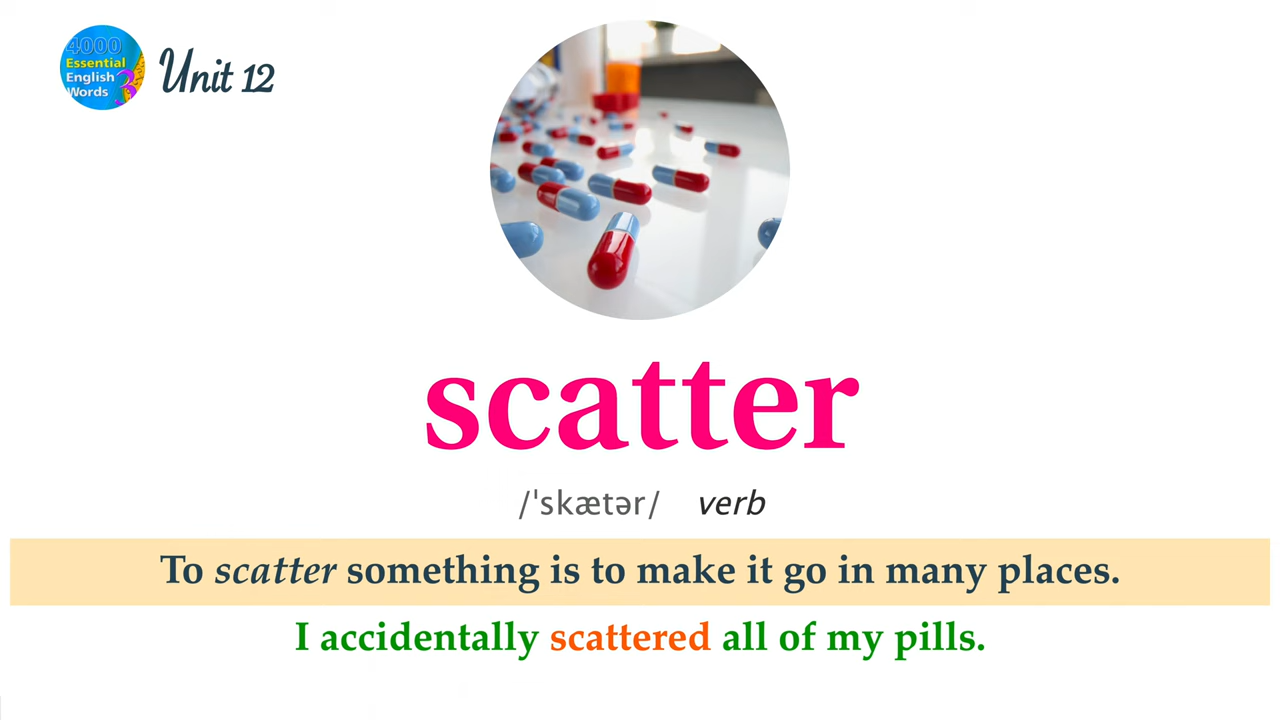 4000
Essential
English
Words 3
Unit 12
scatter
/ˈskætər/ verb
To scatter something is to make it go in many places.
I accidentally scattered all of my pills.